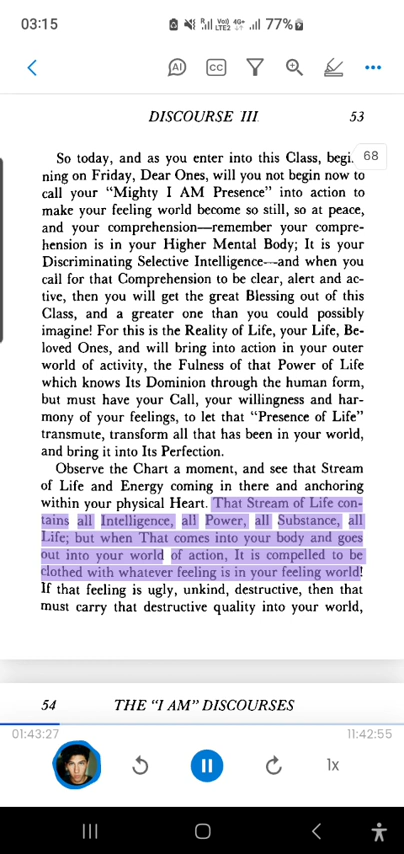 03:15
Vo))
LTE2
4G+
77%
AI
CC
DISCOURSE III
53
68
So today, and as you enter into this Class, begi
ning on Friday, Dear Ones, will you not begin now to
call your “Mighty I AM Presence” into action to
make your feeling world become so still, so at peace,
and your comprehension—remember your compre-
hension is in your Higher Mental Body; It is your
Discriminating Selective Intelligence—and when you
call for that Comprehension to be clear, alert and ac-
tive, then you will get the great Blessing out of this
Class, and a greater one than you could possibly
imagine! For this is the Reality of Life, your Life, Be-
loved Ones, and will bring into action in your outer
world of activity, the Fulness of that Power of Life
which knows Its Dominion through the human form,
but must have your Call, your willingness and har-
mony of your feelings, to let that “Presence of Life”
transmute, transform all that has been in your world,
and bring it into Its Perfection.
Observe the Chart a moment, and see that Stream
of Life and Energy coming in there and anchoring
within your physical Heart. That Stream of Life con-
tains all Intelligence, all Power, all Substance, all
Life; but when That comes into your body and goes
out into your world of action, It is compelled to be
clothed with whatever feeling is in your feeling world!
If that feeling is ugly, unkind, destructive, then that
must carry that destructive quality into your world,
54
THE “I AM” DISCOURSES
01:43:27
11:42:55
1x